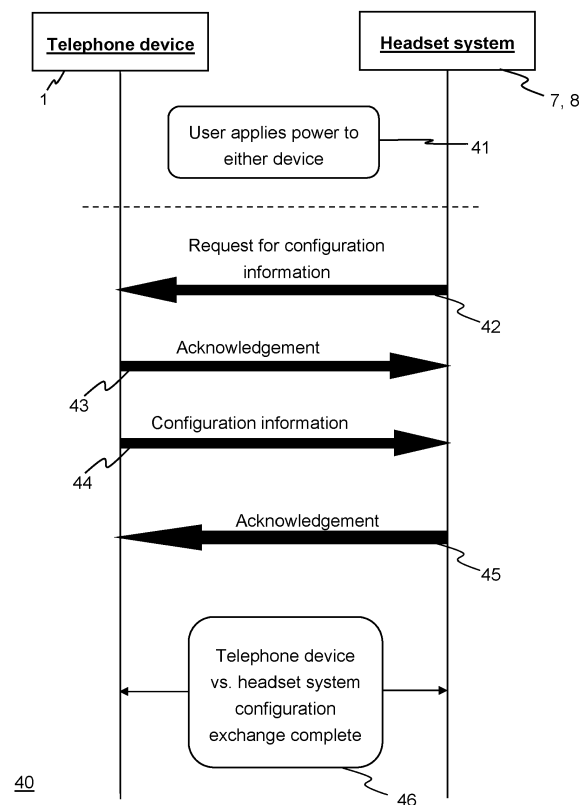 Telephone device
Headset system
1
7, 8
User applies power to
either device
41
Request for configuration
information
42
Acknowledgement
43
Configuration information
44
Acknowledgement
45
Telephone device
vs. headset system
configuration
exchange complete
40
46